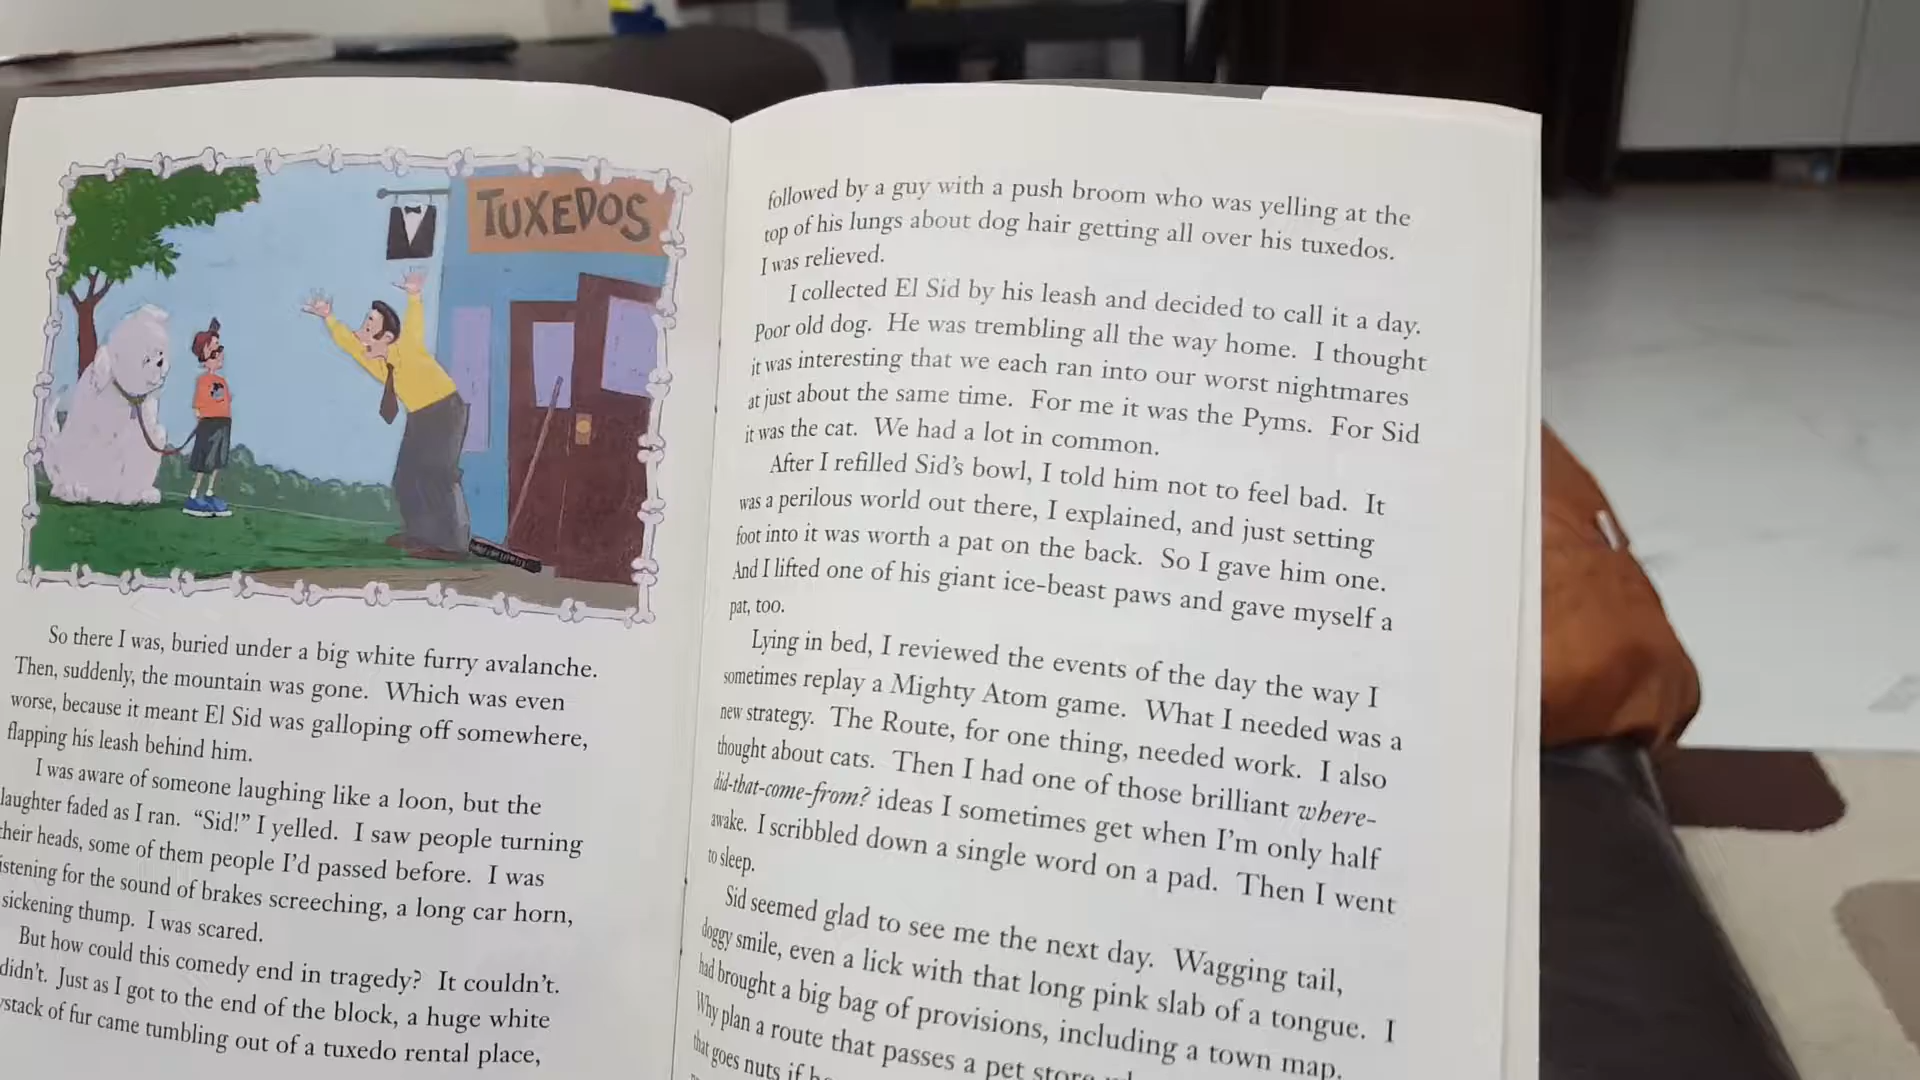 TUXEDOS
So there I was, buried under a big white furry avalanche.
Then, suddenly, the mountain was gone. Which was even
worse, because it meant El Sid was galloping off somewhere,
flapping his leash behind him.
I was aware of someone laughing like a loon, but the
laughter faded as I ran. “Sid!” I yelled. I saw people turning
their heads, some of them people I’d passed before. I was
listening for the sound of brakes screeching, a long car horn,
sickening thump. I was scared.
But how could this comedy end in tragedy? It couldn’t.
didn’t. Just as I got to the end of the block, a huge white
ystack of fur came tumbling out of a tuxedo rental place,
followed by a guy with a push broom who was yelling at the
top of his lungs about dog hair getting all over his tuxedos.
I was relieved.
I collected El Sid by his leash and decided to call it a day.
Poor old dog. He was trembling all the way home. I thought
it was interesting that we each ran into our worst nightmares
at just about the same time. For me it was the Pyms. For Sid
it was the cat. We had a lot in common.
After I refilled Sid’s bowl, I told him not to feel bad. It
was a perilous world out there, I explained, and just setting
foot into it was worth a pat on the back. So I gave him one.
And I lifted one of his giant ice-beast paws and gave myself a
pat, too.
Lying in bed, I reviewed the events of the day the way I
sometimes replay a Mighty Atom game. What I needed was a
new strategy. The Route, for one thing, needed work. I also
thought about cats. Then I had one of those brilliant where-
did-that-come-from? ideas I sometimes get when I’m only half
awake. I scribbled down a single word on a pad. Then I went
to sleep.
Sid seemed glad to see me the next day. Wagging tail,
doggy smile, even a lick with that long pink slab of a tongue. I
had brought a big bag of provisions, including a town map.
Why plan a route that passes a pet store
that goes nuts if